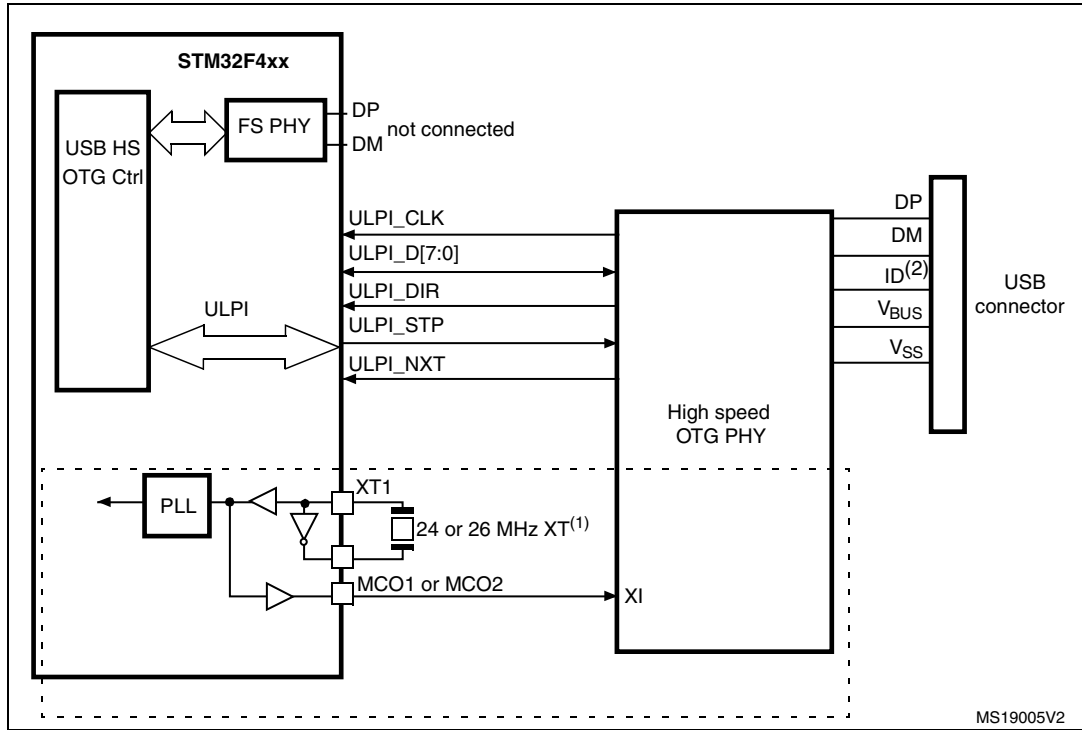 STM32F4xx
USB HS
OTG Ctrl
FS PHY
DP
DM
not connected
ULPI
ULPI_CLK
ULPI_D[7:0]
ULPI_DIR
ULPI_STP
ULPI_NXT
High speed
OTG PHY
DP
DM
ID(2)
VBUS
VSS
USB
connector
PLL
XT1
24 or 26 MHz XT(1)
MCO1 or MCO2
XI
MS19005V2